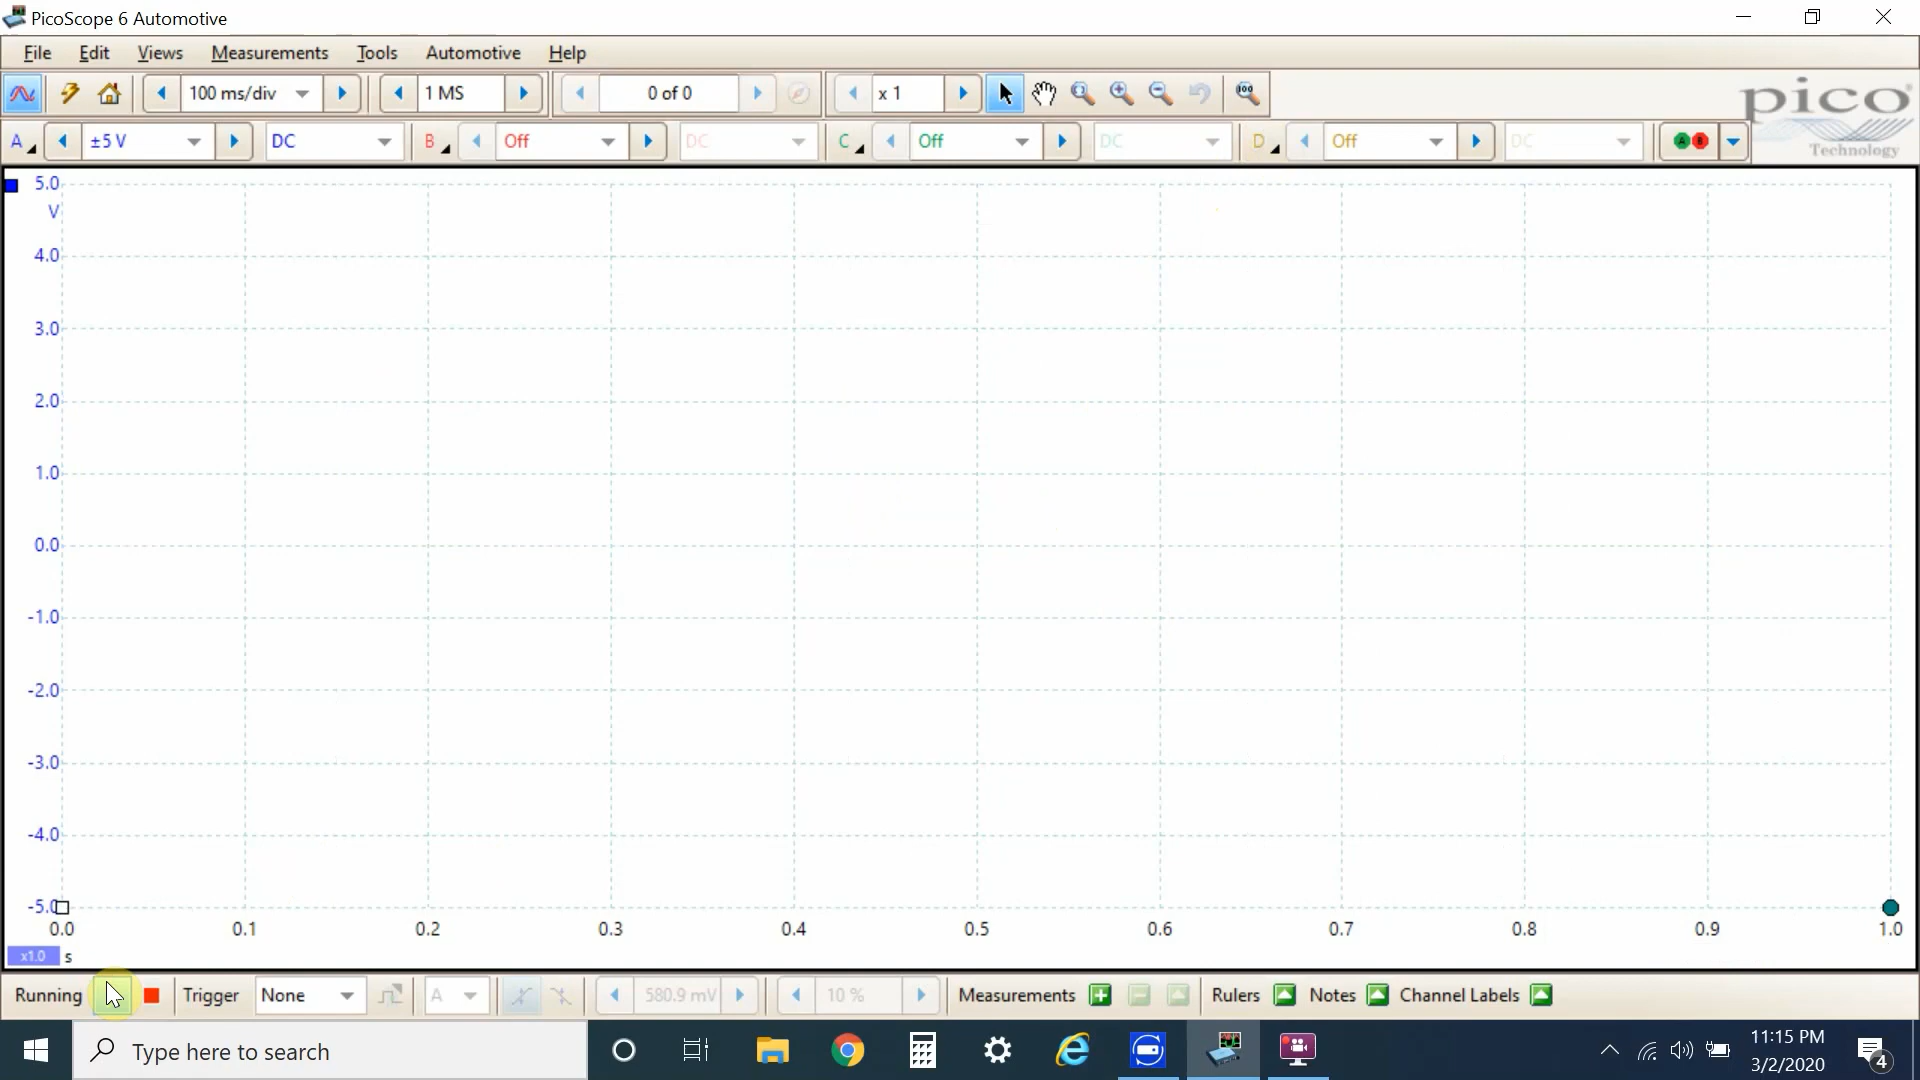 PicoScope 6 Automotive
File Edit Views Measurements Tools Automotive Help
100 ms/div 1 MS 0 of 0 x 1
A ±5 V DC B Off DC C Off DC D Off DC A B
pico
Technology
5.0
V
4.0
3.0
2.0
1.0
0.0
-1.0
-2.0
-3.0
-4.0
-5.0
0.0 0.1 0.2 0.3 0.4 0.5 0.6 0.7 0.8 0.9 1.0
x1.0 s
Running Trigger None A 580.9 mV 10 % Measurements Rulers Notes Channel Labels
Type here to search
11:15 PM
3/2/2020
4